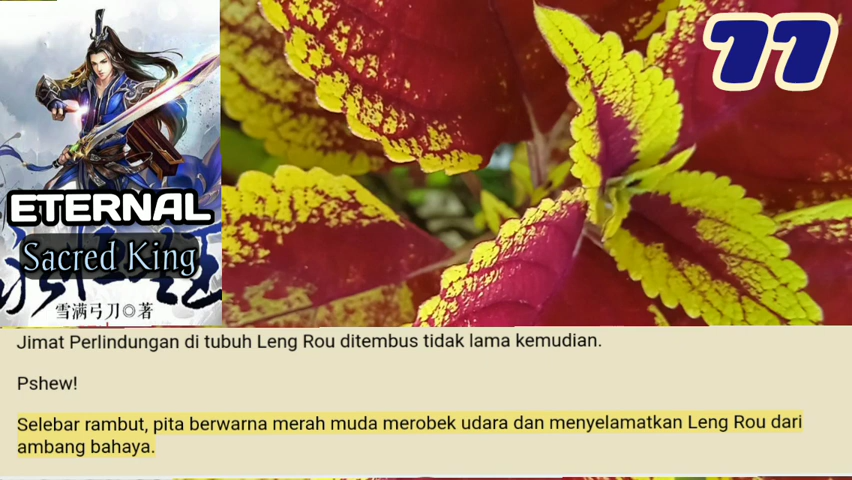 77
ETERNAL
Sacred King
雪满弓刀◎著
Jimat Perlindungan di tubuh Leng Rou ditembus tidak lama kemudian.
Pshew!
Selebar rambut, pita berwarna merah muda merobek udara dan menyelamatkan Leng Rou dari
ambang bahaya.